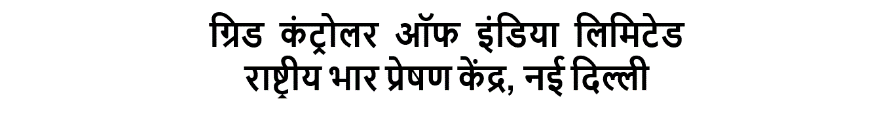 ग्रिड कंट्रोलर ऑफ इंडिया लिमिटेड
राष्ट्रीय भार प्रेषण केंद्र, नई दिल्ली